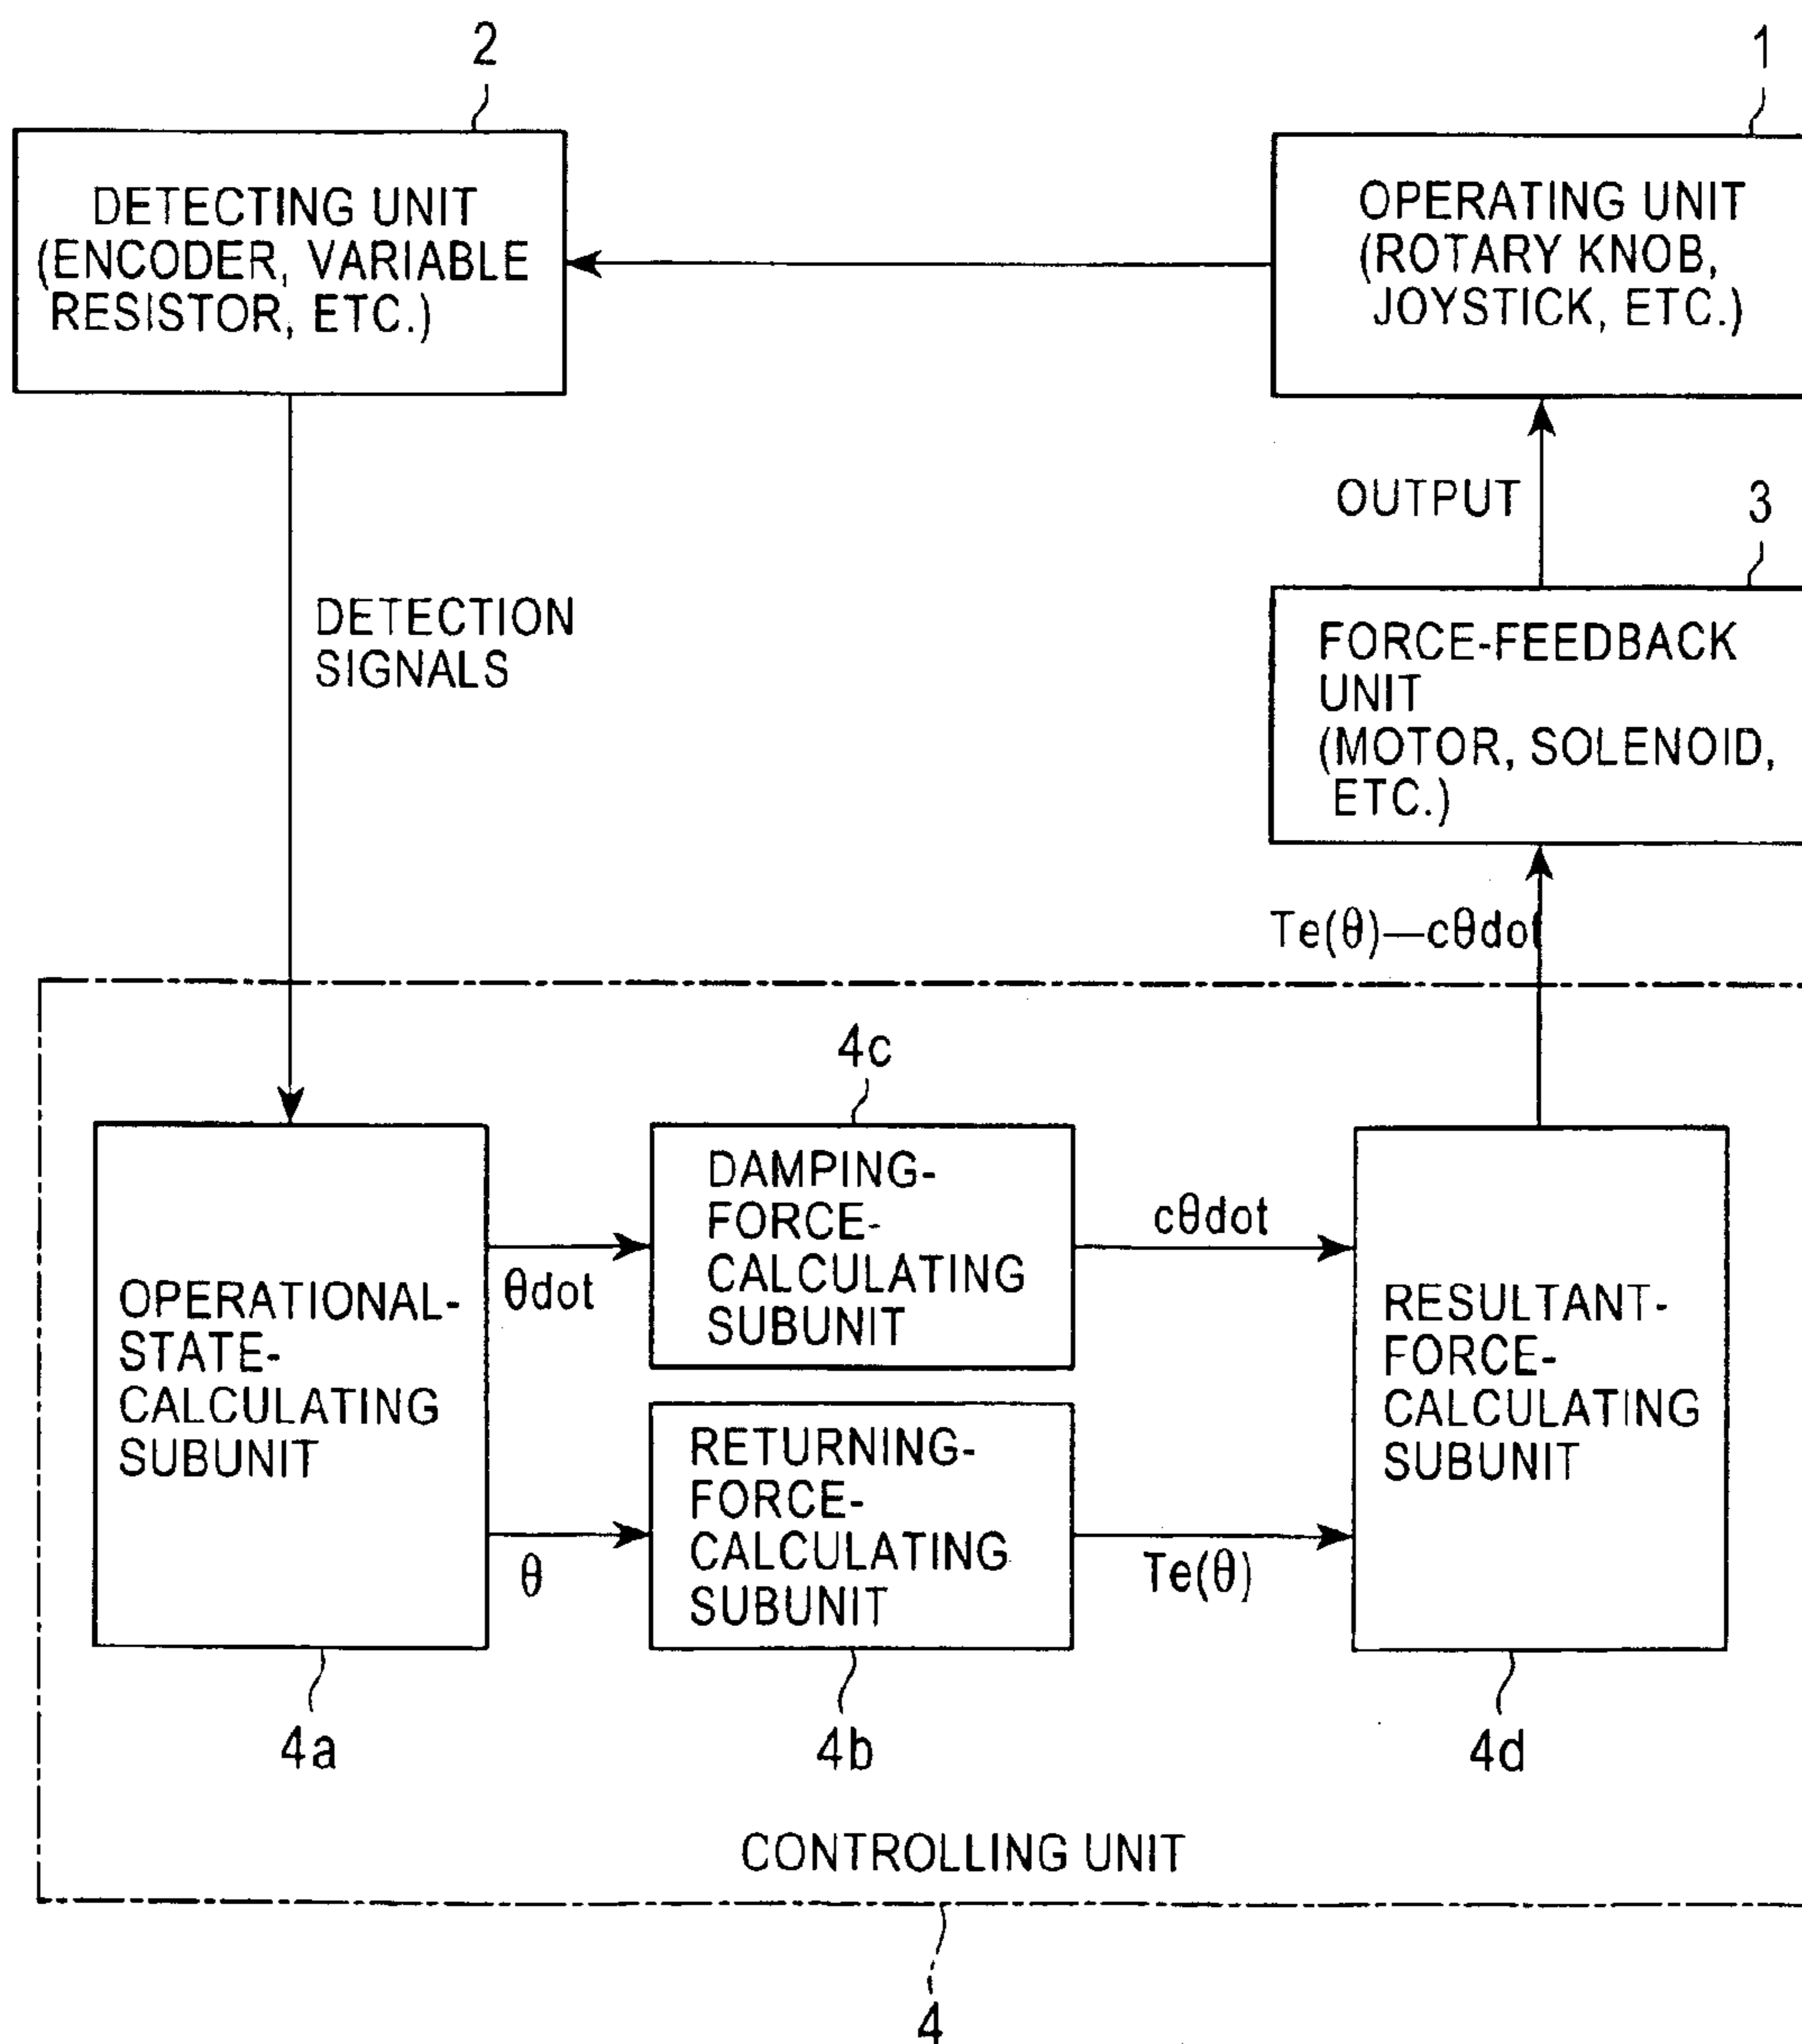 2
1
DETECTING UNIT
(ENCODER, VARIABLE
RESISTOR, ETC.)
OPERATING UNIT
(ROTARY KNOB,
JOYSTICK, ETC.)
OUTPUT
3
DETECTION
SIGNALS
FORCE-FEEDBACK
UNIT
(MOTOR, SOLENOID,
ETC.)
Te(θ)—cθdot
4c
OPERATIONAL-
STATE-
CALCULATING
SUBUNIT
θdot
DAMPING-
FORCE-
CALCULATING
SUBUNIT
cθdot
θ
RETURNING-
FORCE-
CALCULATING
SUBUNIT
Te(θ)
RESULTANT-
FORCE-
CALCULATING
SUBUNIT
4a
4b
4d
CONTROLLING UNIT
4